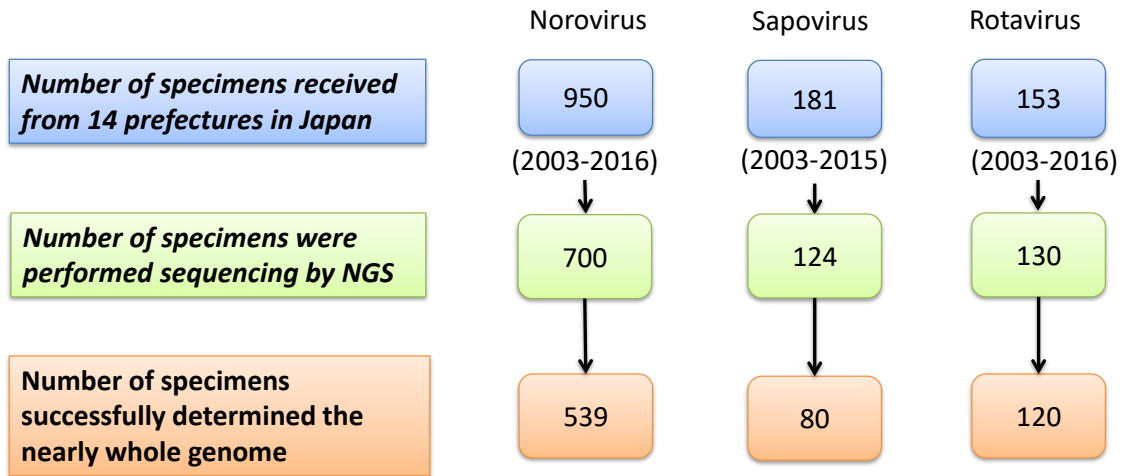 Norovirus Sapovirus Rotavirus
Number of specimens received
from 14 prefectures in Japan
950 181 153
(2003-2016) (2003-2015) (2003-2016)
Number of specimens were
performed sequencing by NGS
700 124 130
Number of specimens
successfully determined the
nearly whole genome
539 80 120